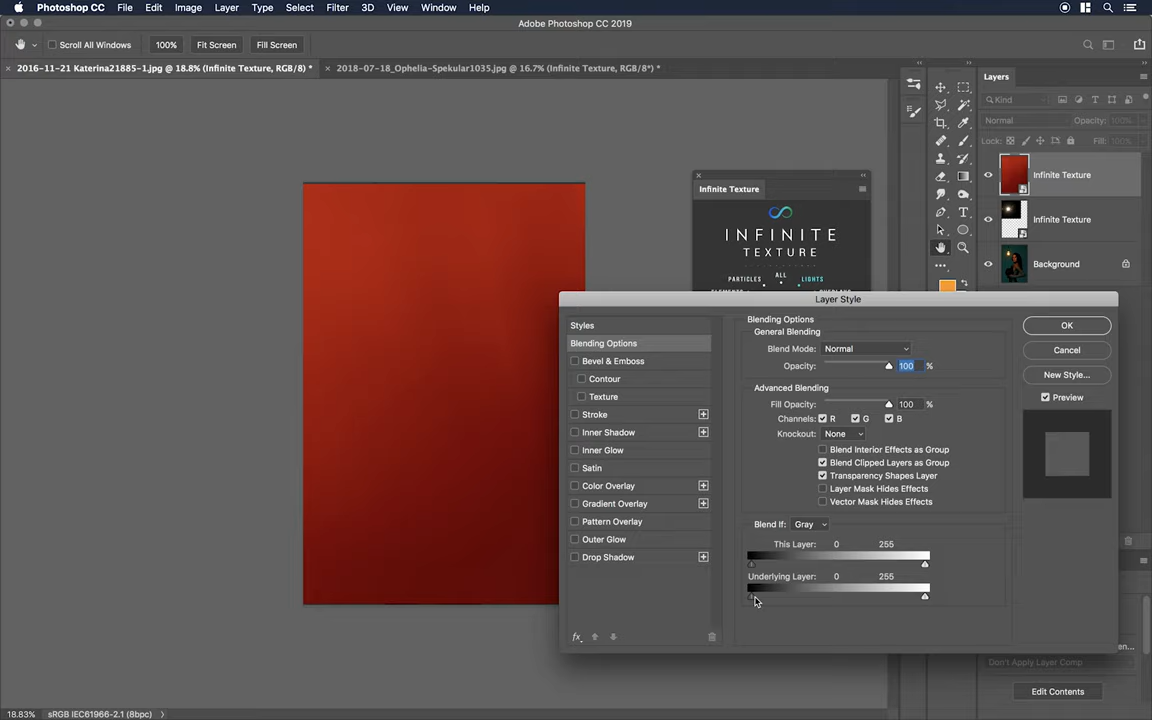 Photoshop CC File Edit Image Layer Type Select Filter 3D View Window Help
Adobe Photoshop CC 2019
Scroll All Windows 100% Fit Screen Fill Screen
2016-11-21 Katerina21885-1.jpg @ 18.8% (Infinite Texture, RGB/8) *
2018-07-18_Ophelia-Spekular1035.jpg @ 16.7% (Infinite Texture, RGB/8*) *
Layers
Kind
Normal Opacity: 100%
Lock: Fill: 100%
Infinite Texture
Infinite Texture
Background
Infinite Texture
INFINITE
TEXTURE
PARTICLES ALL LIGHTS
Layer Style
Styles
Blending Options
Bevel & Emboss
Contour
Texture
Stroke
Inner Shadow
Inner Glow
Satin
Color Overlay
Gradient Overlay
Pattern Overlay
Outer Glow
Drop Shadow
fx
Blending Options
General Blending
Blend Mode: Normal
Opacity: 100 %
Advanced Blending
Fill Opacity: 100 %
Channels: R G B
Knockout: None
Blend Interior Effects as Group
Blend Clipped Layers as Group
Transparency Shapes Layer
Layer Mask Hides Effects
Vector Mask Hides Effects
Blend If: Gray
This Layer: 0 255
Underlying Layer: 0 255
OK
Cancel
New Style...
Preview
Don't Apply Layer Comp
Edit Contents
18.83% sRGB IEC61966-2.1 (8bpc)